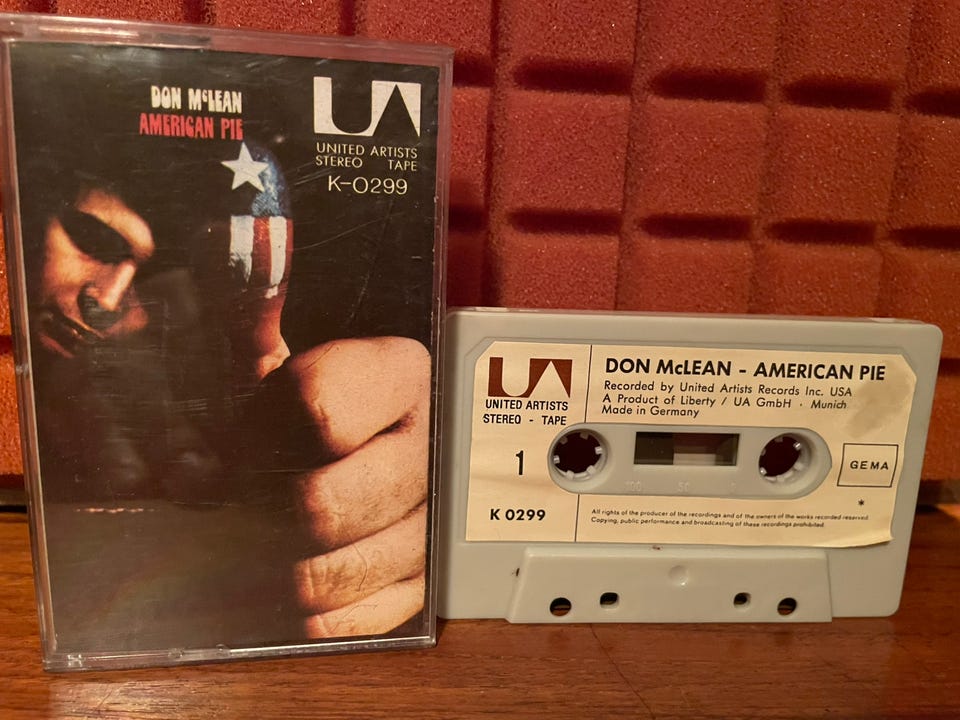 DON McLEAN
AMERICAN PIE
UA
UNITED ARTISTS
STEREO TAPE
K-0299
UA
UNITED ARTISTS
STEREO - TAPE
DON McLEAN - AMERICAN PIE
Recorded by United Artists Records Inc. USA
A Product of Liberty / UA GmbH · Munich
Made in Germany
1
GEMA
100 50 0
*
K 0299
All rights of the producer of the recordings and of the owners of the works recorded reserved.
Copying, public performance and broadcasting of these recordings prohibited.